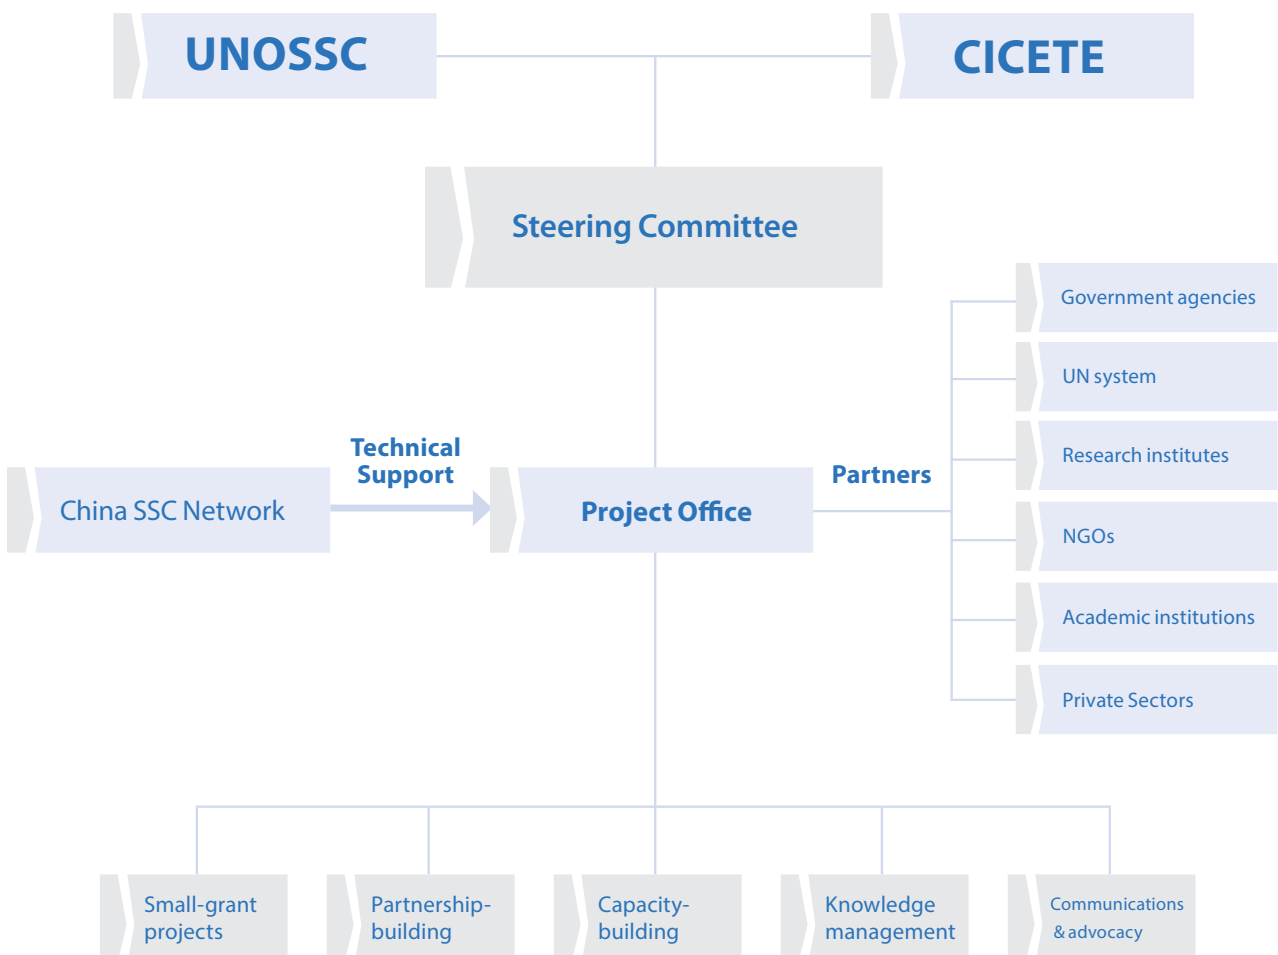 UNOSSC
CICETE
Steering Committee
Government agencies
UN system
Research institutes
NGOs
Academic institutions
Private Sectors
Technical
Support
Partners
China SSC Network
Project Office
Small-grant
projects
Partnership-
building
Capacity-
building
Knowledge
management
Communications
& advocacy